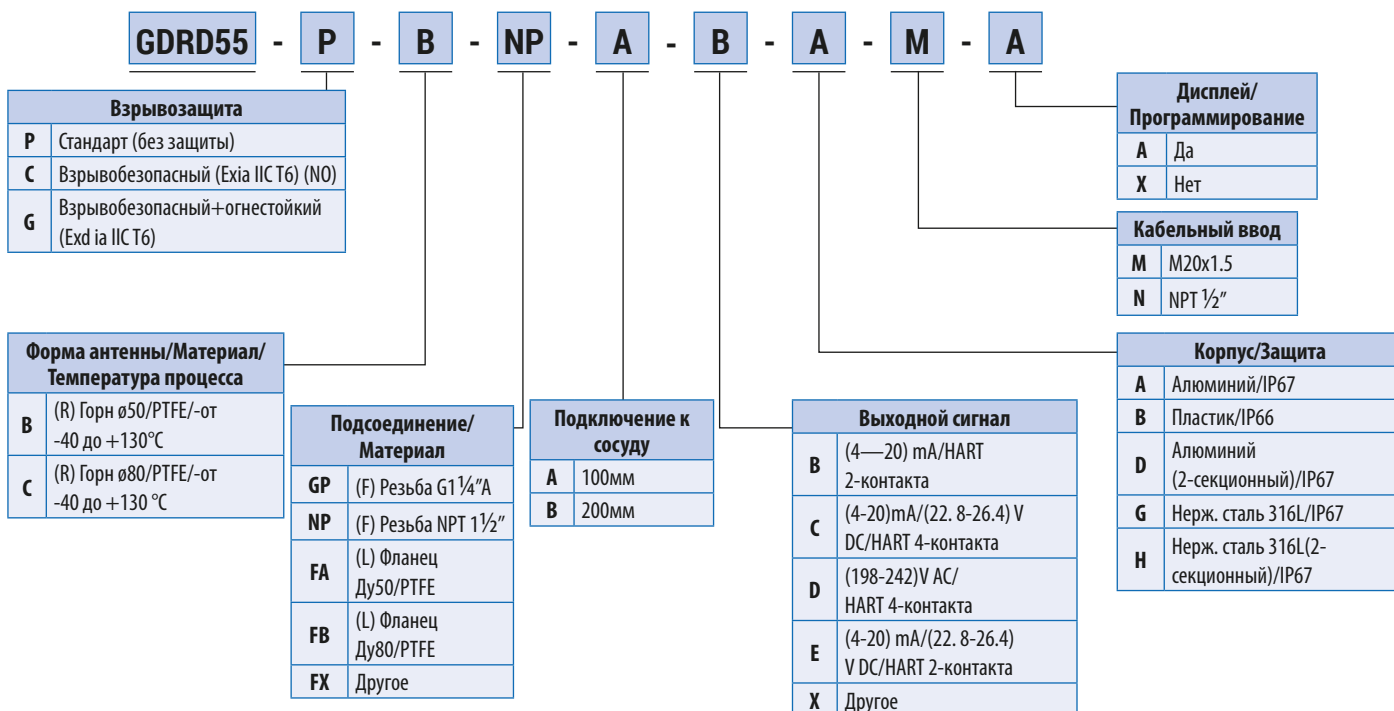 GDRD55 - P - B - NP - A - B - A - M - A
Взрывозащита
P Стандарт (без защиты)
C Взрывобезопасный (Exia IIC T6) (NO)
G Взрывобезопасный+огнестойкий
(Exd ia IIC T6)
Форма антенны/Материал/
Температура процесса
B (R) Горн ø50/PTFE/-от
-40 до +130°C
C (R) Горн ø80/PTFE/-от
-40 до +130 °C
Подсоединение/
Материал
GP (F) Резьба G1¼″A
NP (F) Резьба NPT 1½″
FA (L) Фланец
Ду50/PTFE
FB (L) Фланец
Ду80/PTFE
FX Другое
Подключение к
сосуду
A 100мм
B 200мм
Выходной сигнал
B (4—20) mA/HART
2-контакта
C (4-20)mA/(22. 8-26.4) V
DC/HART 4-контакта
D (198-242)V AC/
HART 4-контакта
E (4-20) mA/(22. 8-26.4)
V DC/HART 2-контакта
X Другое
Дисплей/
Программирование
A Да
X Нет
Кабельный ввод
M M20x1.5
N NPT ½″
Корпус/Защита
A Алюминий/IP67
B Пластик/IP66
D Алюминий
(2-секционный)/IP67
G Нерж. сталь 316L/IP67
H Нерж. сталь 316L(2-
секционный)/IP67